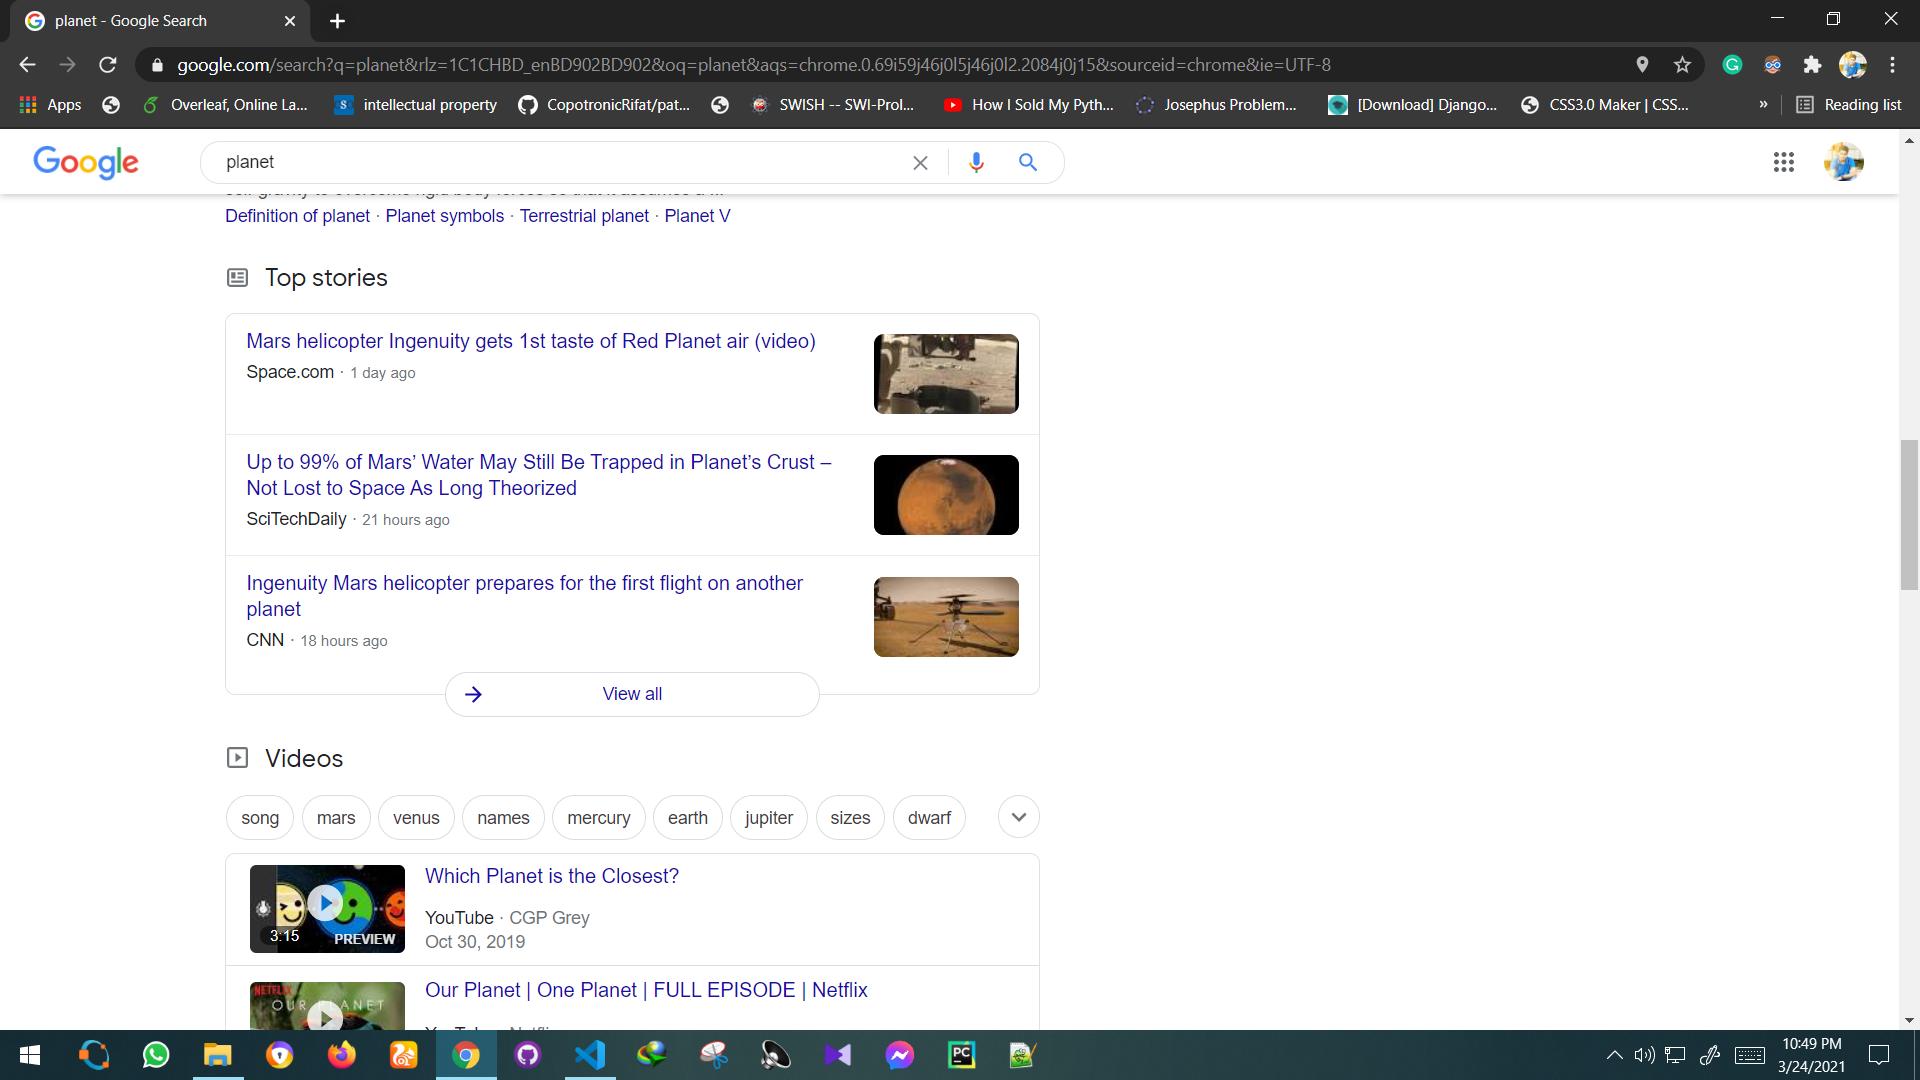 planet - Google Search
google.com/search?q=planet&rlz=1C1CHBD_enBD902BD902&oq=planet&aqs=chrome.0.69i59j46j0l5j46j0l2.2084j0j15&sourceid=chrome&ie=UTF-8
Apps Overleaf, Online La... intellectual property CopotronicRifat/pat... SWISH -- SWI-Prol... How I Sold My Pyth... Josephus Problem... [Download] Django... CSS3.0 Maker | CSS... » Reading list
Google planet
Definition of planet · Planet symbols · Terrestrial planet · Planet V
Top stories
Mars helicopter Ingenuity gets 1st taste of Red Planet air (video)
Space.com · 1 day ago
Up to 99% of Mars’ Water May Still Be Trapped in Planet’s Crust –
Not Lost to Space As Long Theorized
SciTechDaily · 21 hours ago
Ingenuity Mars helicopter prepares for the first flight on another
planet
CNN · 18 hours ago
View all
Videos
song mars venus names mercury earth jupiter sizes dwarf
Which Planet is the Closest?
YouTube · CGP Grey
Oct 30, 2019
3:15 PREVIEW
Our Planet | One Planet | FULL EPISODE | Netflix
NETFLIX
OUR PLANET
10:49 PM
3/24/2021